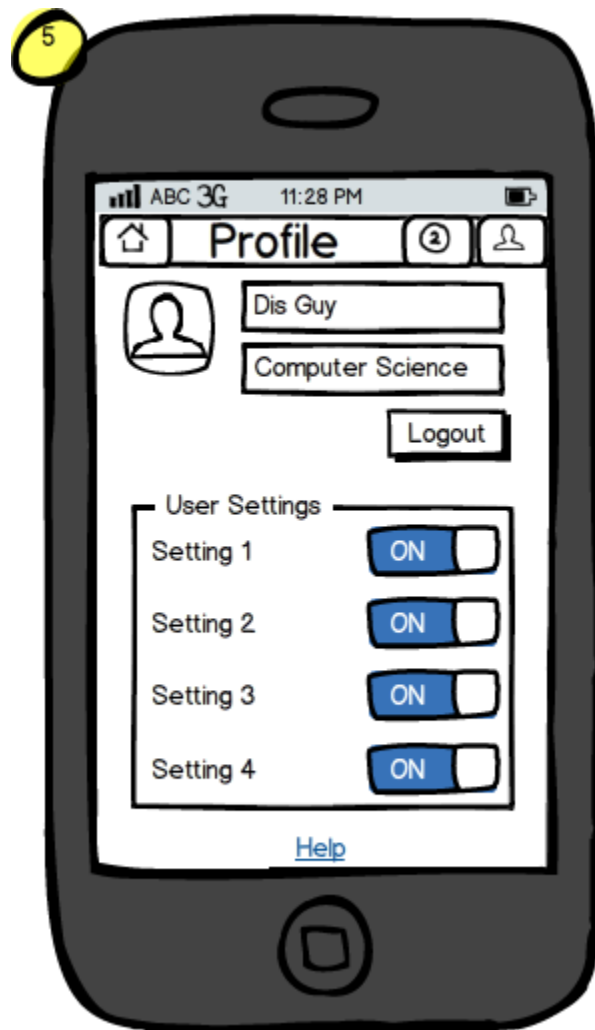 5
ABC 3G 11:28 PM
Profile 2
Dis Guy
Computer Science
Logout
User Settings
Setting 1 ON
Setting 2 ON
Setting 3 ON
Setting 4 ON
Help